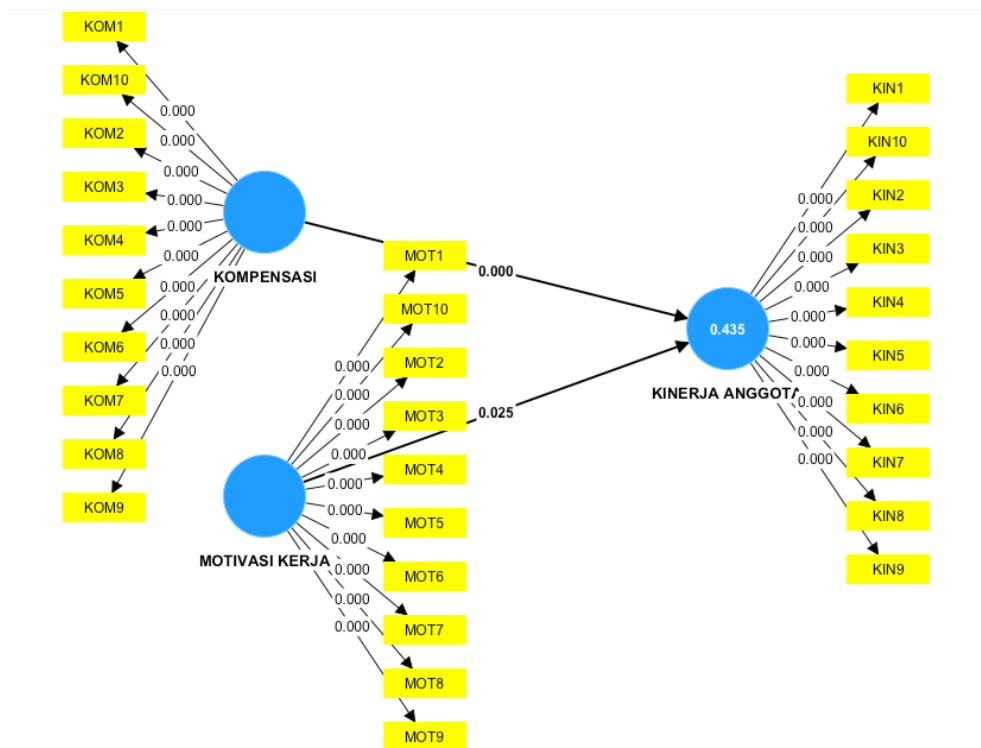 KOM1
KOM10
KOM2
KOM3
KOM4
KOM5
KOM6
KOM7
KOM8
KOM9
0.000
0.000
0.000
0.000
0.000
0.000
0.000
0.000
0.000
0.000
KOMPENSASI
0.000
MOT1
MOT10
MOT2
MOT3
MOT4
MOT5
MOT6
MOT7
MOT8
MOT9
0.000
0.000
0.000
0.000
0.000
0.000
0.000
0.000
0.000
0.000
MOTIVASI KERJA
0.025
0.435
KINERJA ANGGOTA
0.000
0.000
0.000
0.000
0.000
0.000
0.000
0.000
0.000
0.000
KIN1
KIN10
KIN2
KIN3
KIN4
KIN5
KIN6
KIN7
KIN8
KIN9